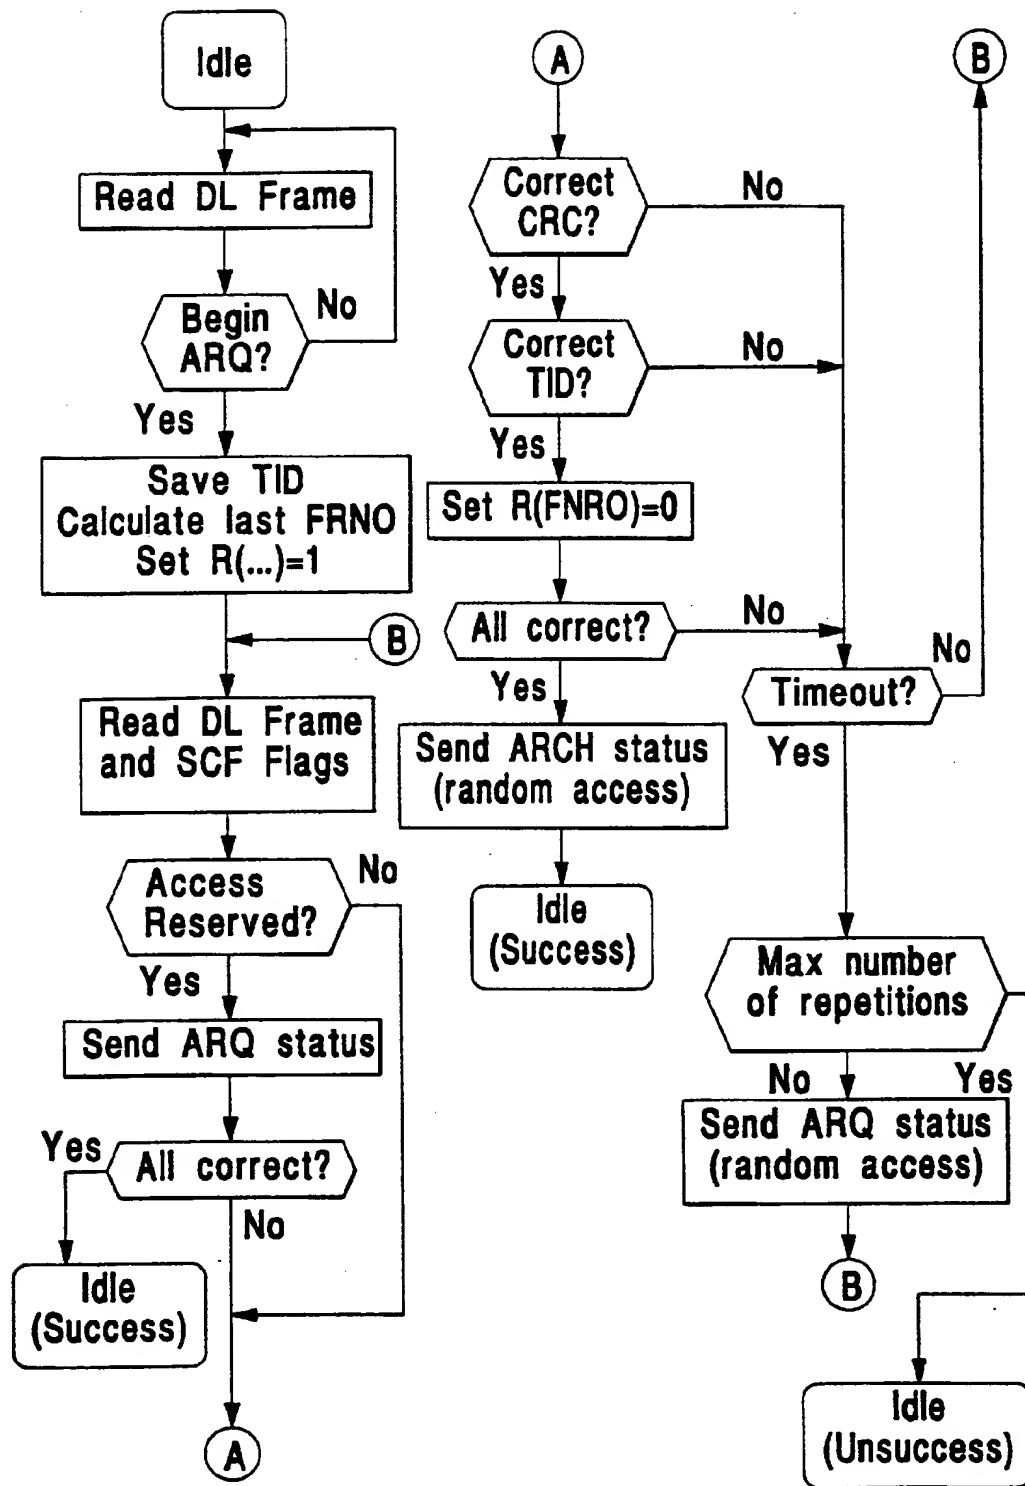 Idle
Read DL Frame
Begin
ARQ?
No
Yes
Save TID
Calculate last FRNO
Set R(...)=1
B
Read DL Frame
and SCF Flags
Access
Reserved?
No
Yes
Send ARQ status
Yes
All correct?
No
Idle
(Success)
A
A
Correct
CRC?
No
Yes
Correct
TID?
No
Yes
Set R(FNRO)=0
All correct?
No
Yes
Send ARCH status
(random access)
Idle
(Success)
B
Timeout?
No
Yes
Max number
of repetitions
No
Yes
Send ARQ status
(random access)
B
Idle
(Unsuccess)